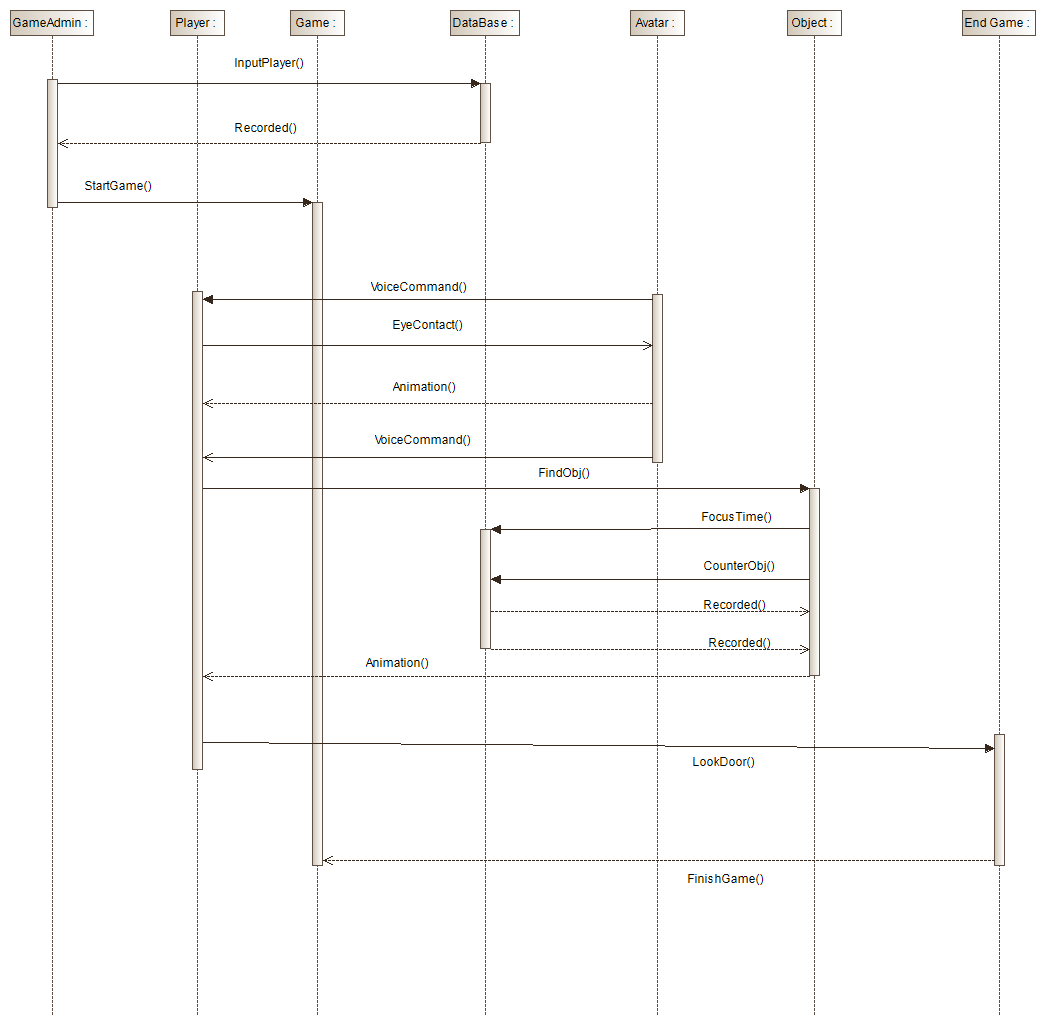 GameAdmin :
Player :
Game :
DataBase :
Avatar :
Object :
End Game :
InputPlayer()
Recorded()
StartGame()
VoiceCommand()
EyeContact()
Animation()
VoiceCommand()
FindObj()
FocusTime()
CounterObj()
Recorded()
Recorded()
Animation()
LookDoor()
FinishGame()